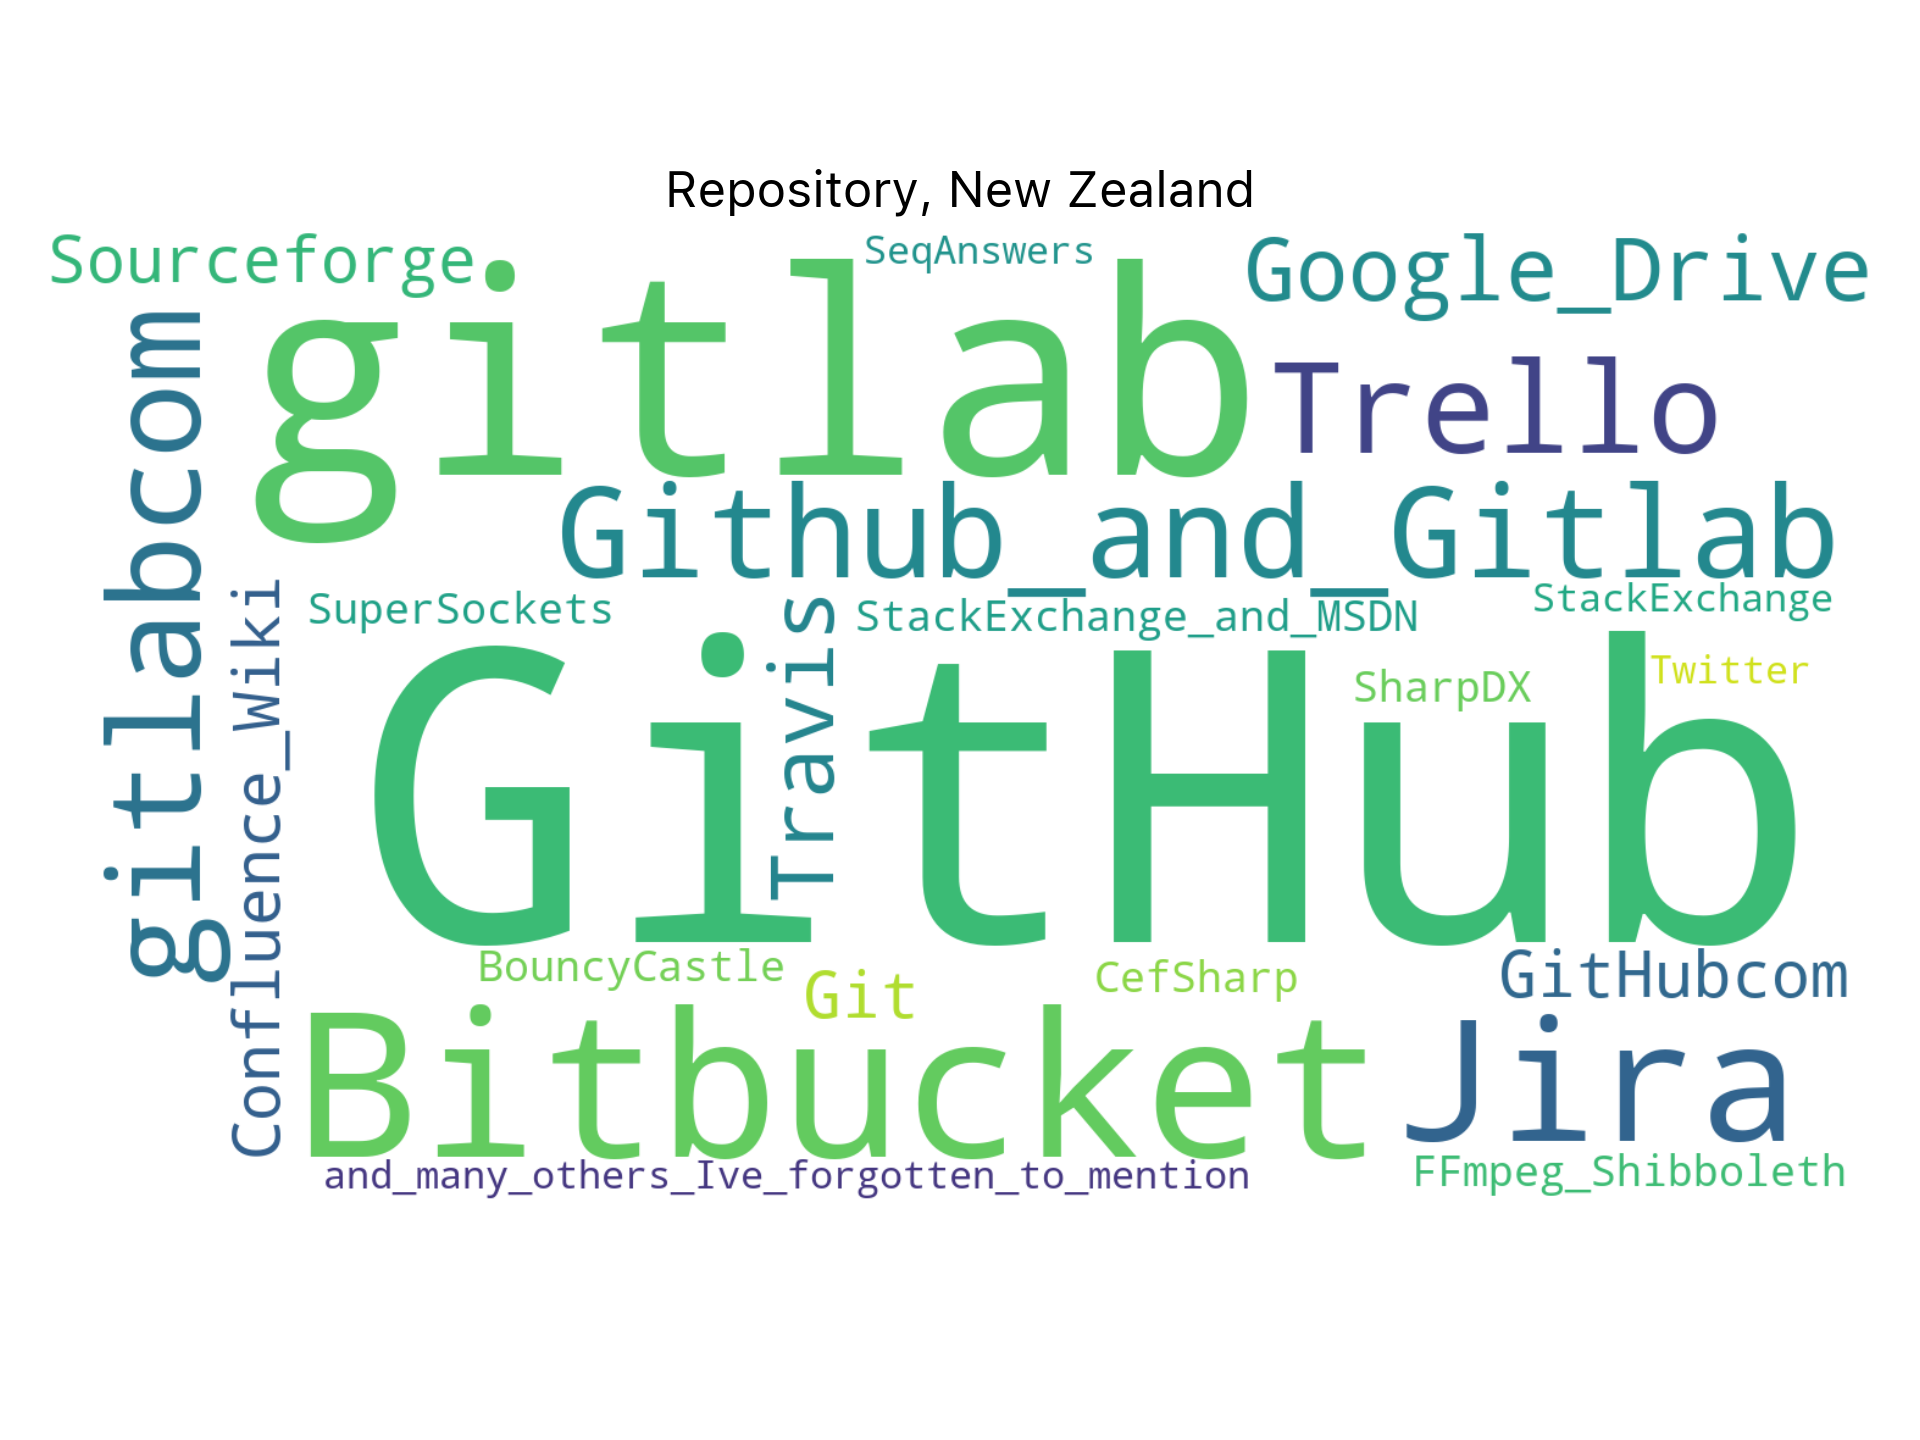 Repository, New Zealand
Sourceforge
SeqAnswers
Google_Drive
gitlab
Trello
gitlabcom
Github_and_Gitlab
Confluence_Wiki
SuperSockets
Travis
StackExchange_and_MSDN
StackExchange
GitHub
SharpDX
Twitter
BouncyCastle
Git
CefSharp
GitHubcom
Bitbucket
Jira
and_many_others_Ive_forgotten_to_mention
FFmpeg_Shibboleth